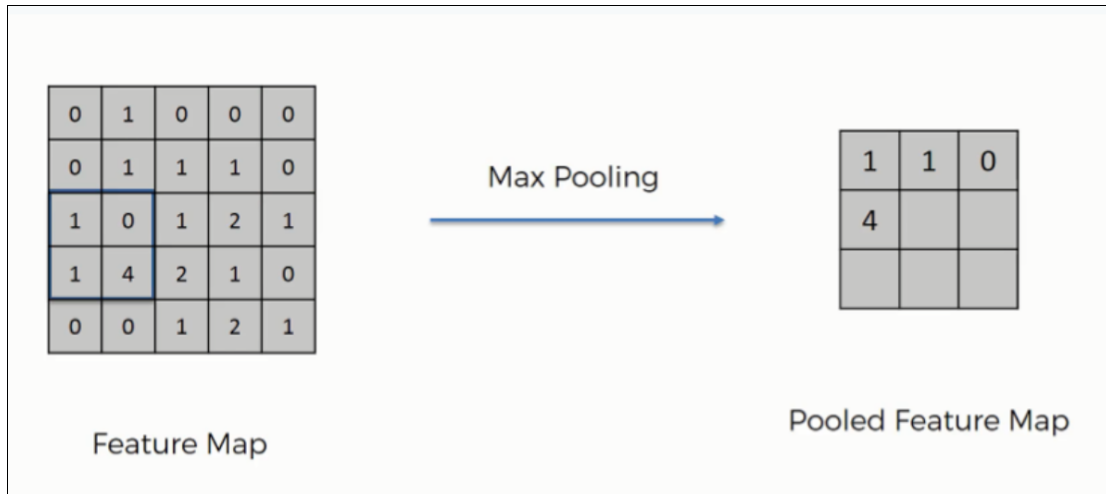 0 1 0 0 0
0 1 1 1 0
1 0 1 2 1
1 4 2 1 0
0 0 1 2 1
Feature Map
Max Pooling
1 1 0
4
Pooled Feature Map